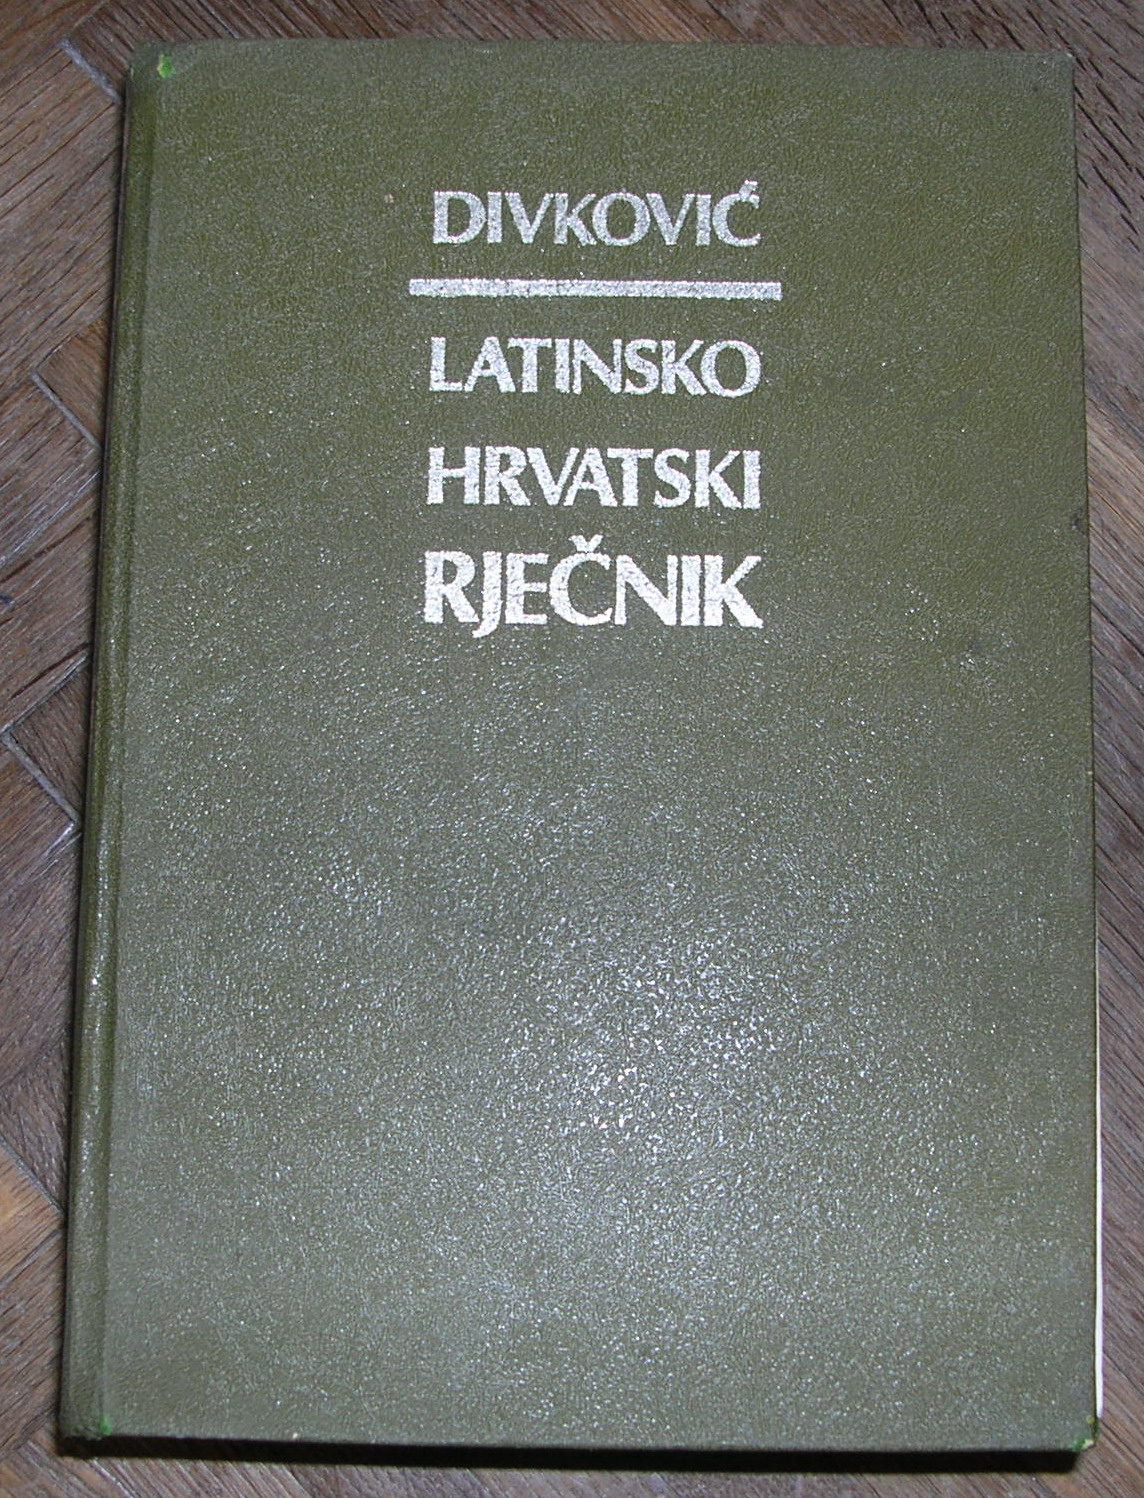 DIVKOVIĆ
LATINSKO
HRVATSKI
RJEČNIK